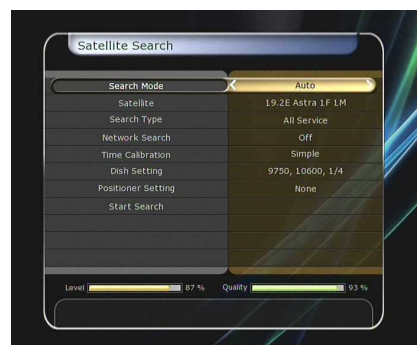 Satellite Search
Search Mode Auto
Satellite 19.2E Astra 1F 1M
Search Type All Service
Network Search Off
Time Calibration Simple
Dish Setting 9750, 10600, 1/4
Positioner Setting None
Start Search
Level 87 % Quality 93 %